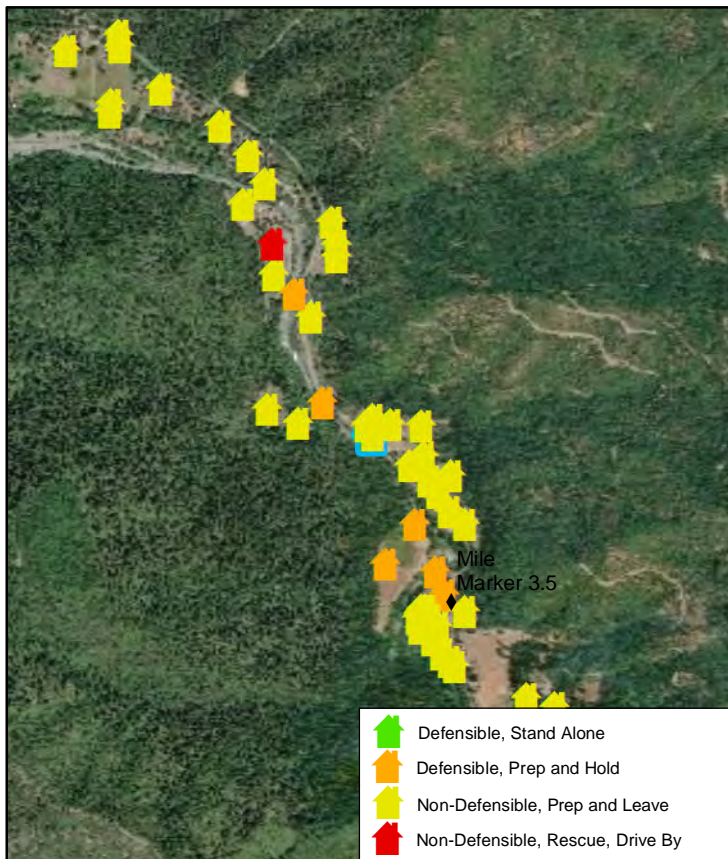 Mile
Marker 3.5
Defensible, Stand Alone
Defensible, Prep and Hold
Non-Defensible, Prep and Leave
Non-Defensible, Rescue, Drive By